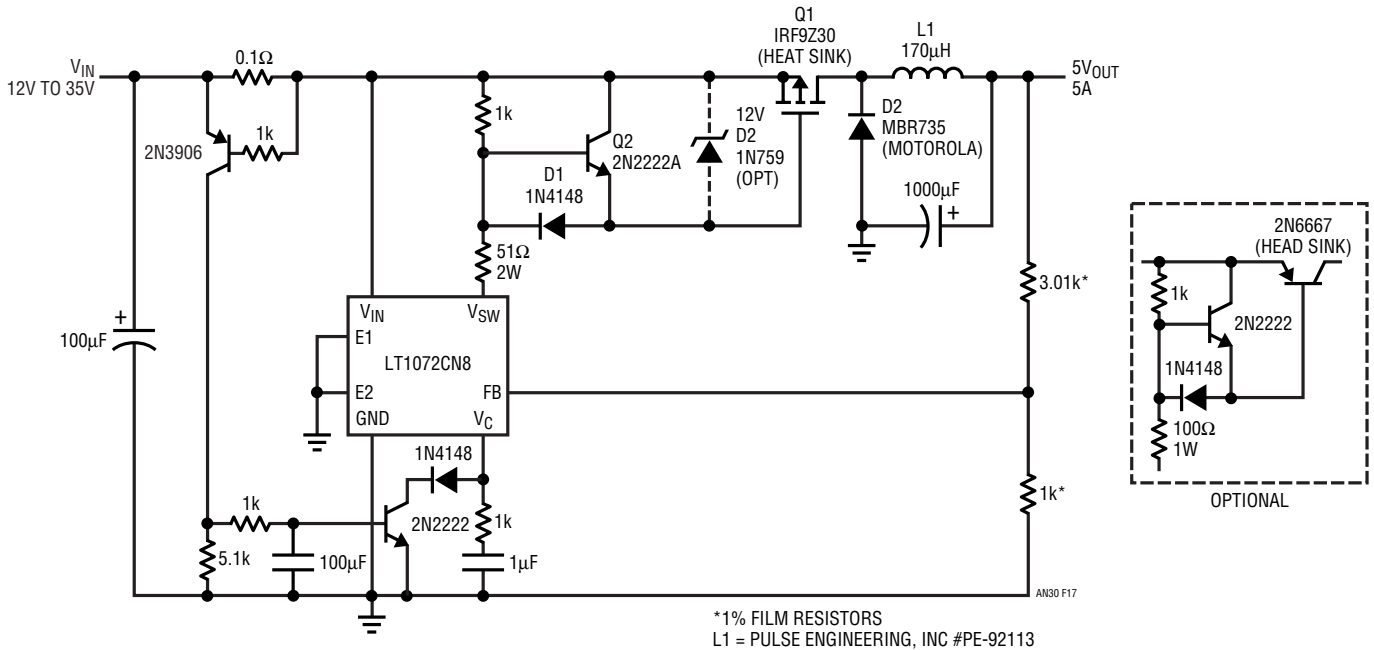 VIN
12V TO 35V
0.1Ω
1k
2N3906
1k
Q2
2N2222A
D1
1N4148
51Ω
2W
12V
D2
1N759
(OPT)
Q1
IRF9Z30
(HEAT SINK)
L1
170µH
D2
MBR735
(MOTOROLA)
1000µF
+
5VOUT
5A
3.01k*
1k*
+
100µF
VIN
VSW
E1
LT1072CN8
E2
FB
GND
VC
1N4148
2N2222
1k
1µF
1k
5.1k
100µF
2N6667
(HEAD SINK)
1k
2N2222
1N4148
100Ω
1W
OPTIONAL
AN30 F17
*1% FILM RESISTORS
L1 = PULSE ENGINEERING, INC #PE-92113